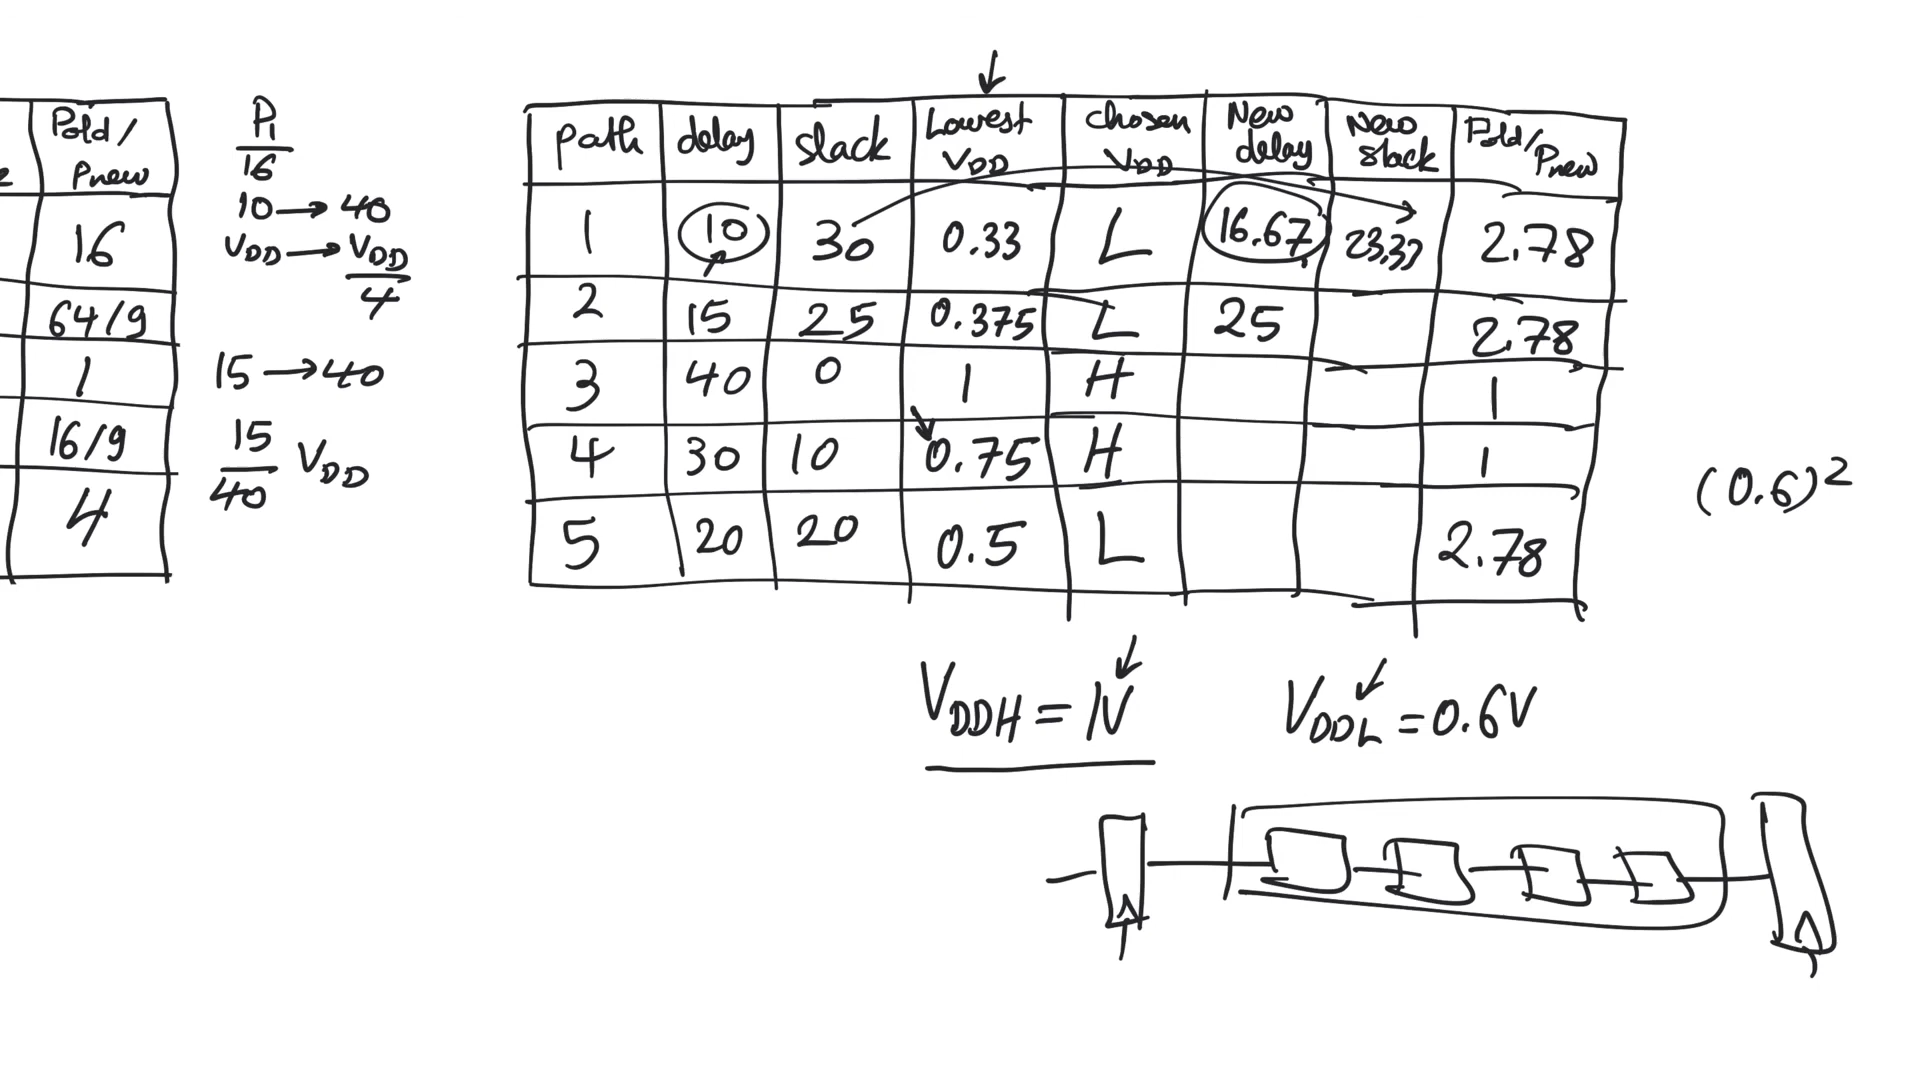 Pold/
Pnew
16
64/9
1
16/9
4
P1
16
10 → 40
VDD → VDD
4
15 → 40
15
40
VDD
Path delay slack Lowest VDD chosen VDD New delay New slack Pold/Pnew
1 10 30 0.33 L 16.67 23.33 2.78
2 15 25 0.375 L 25 2.78
3 40 0 1 H 1
4 30 10 0.75 H 1
5 20 20 0.5 L 2.78
(0.6)²
VDDH = 1V VDDL = 0.6V